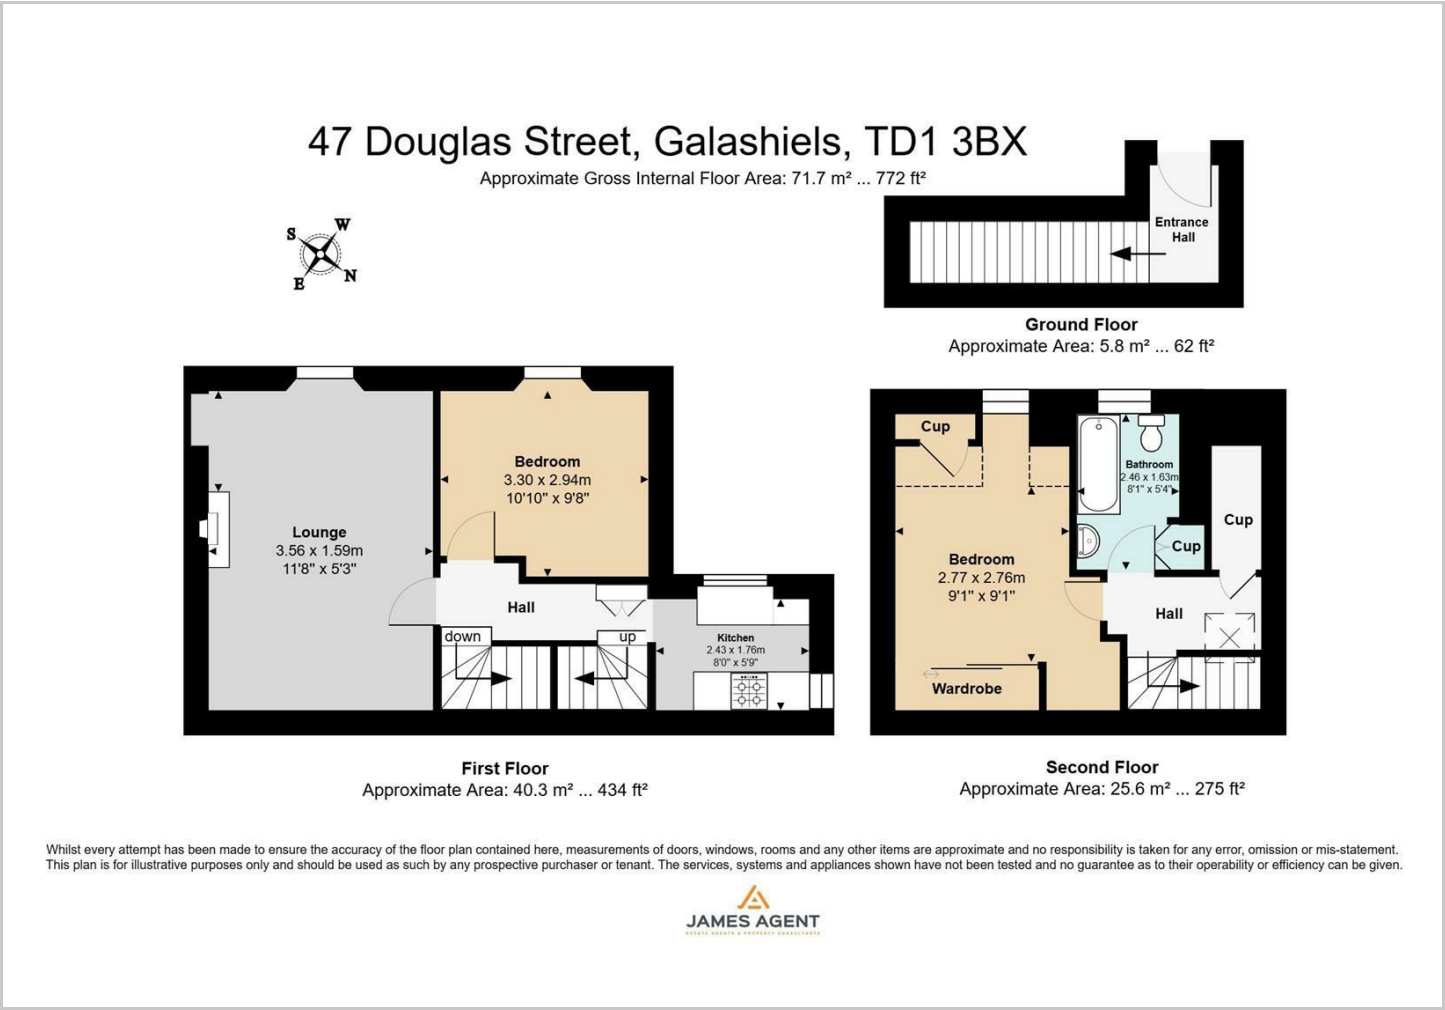 47 Douglas Street, Galashiels, TD1 3BX
Approximate Gross Internal Floor Area: 71.7 m² ... 772 ft²
S
W
E
N
Entrance
Hall
Ground Floor
Approximate Area: 5.8 m² ... 62 ft²
Lounge
3.56 x 1.59m
11'8" x 5'3"
Bedroom
3.30 x 2.94m
10'10" x 9'8"
Hall
down
up
Kitchen
2.43 x 1.76m
8'0" x 5'9"
First Floor
Approximate Area: 40.3 m² ... 434 ft²
Cup
Bathroom
2.46 x 1.63m
8'1" x 5'4"
Cup
Cup
Bedroom
2.77 x 2.76m
9'1" x 9'1"
Hall
Wardrobe
Second Floor
Approximate Area: 25.6 m² ... 275 ft²
Whilst every attempt has been made to ensure the accuracy of the floor plan contained here, measurements of doors, windows, rooms and any other items are approximate and no responsibility is taken for any error, omission or mis-statement.
This plan is for illustrative purposes only and should be used as such by any prospective purchaser or tenant. The services, systems and appliances shown have not been tested and no guarantee as to their operability or efficiency can be given.
JAMES AGENT
ESTATE AGENTS & PROPERTY CONSULTANTS